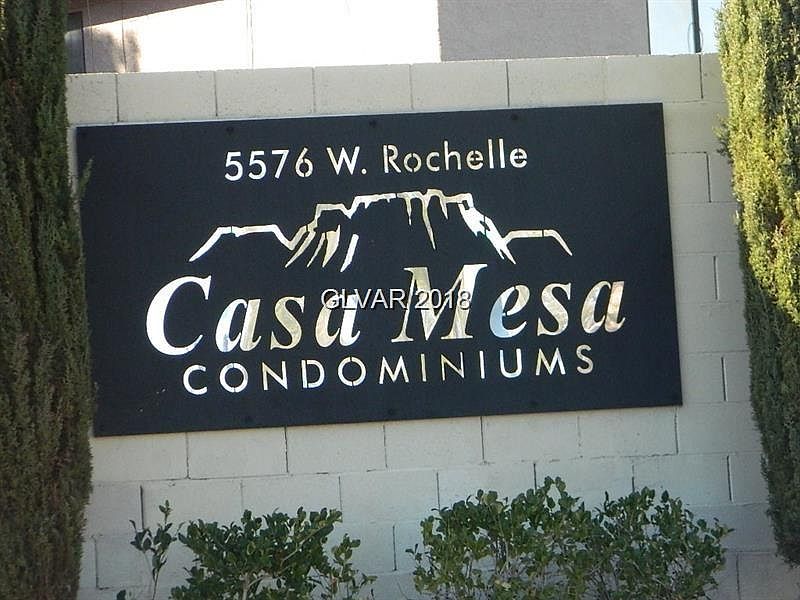 5576 W. Rochelle
Casa Mesa
GLVAR 2018
CONDOMINIUMS